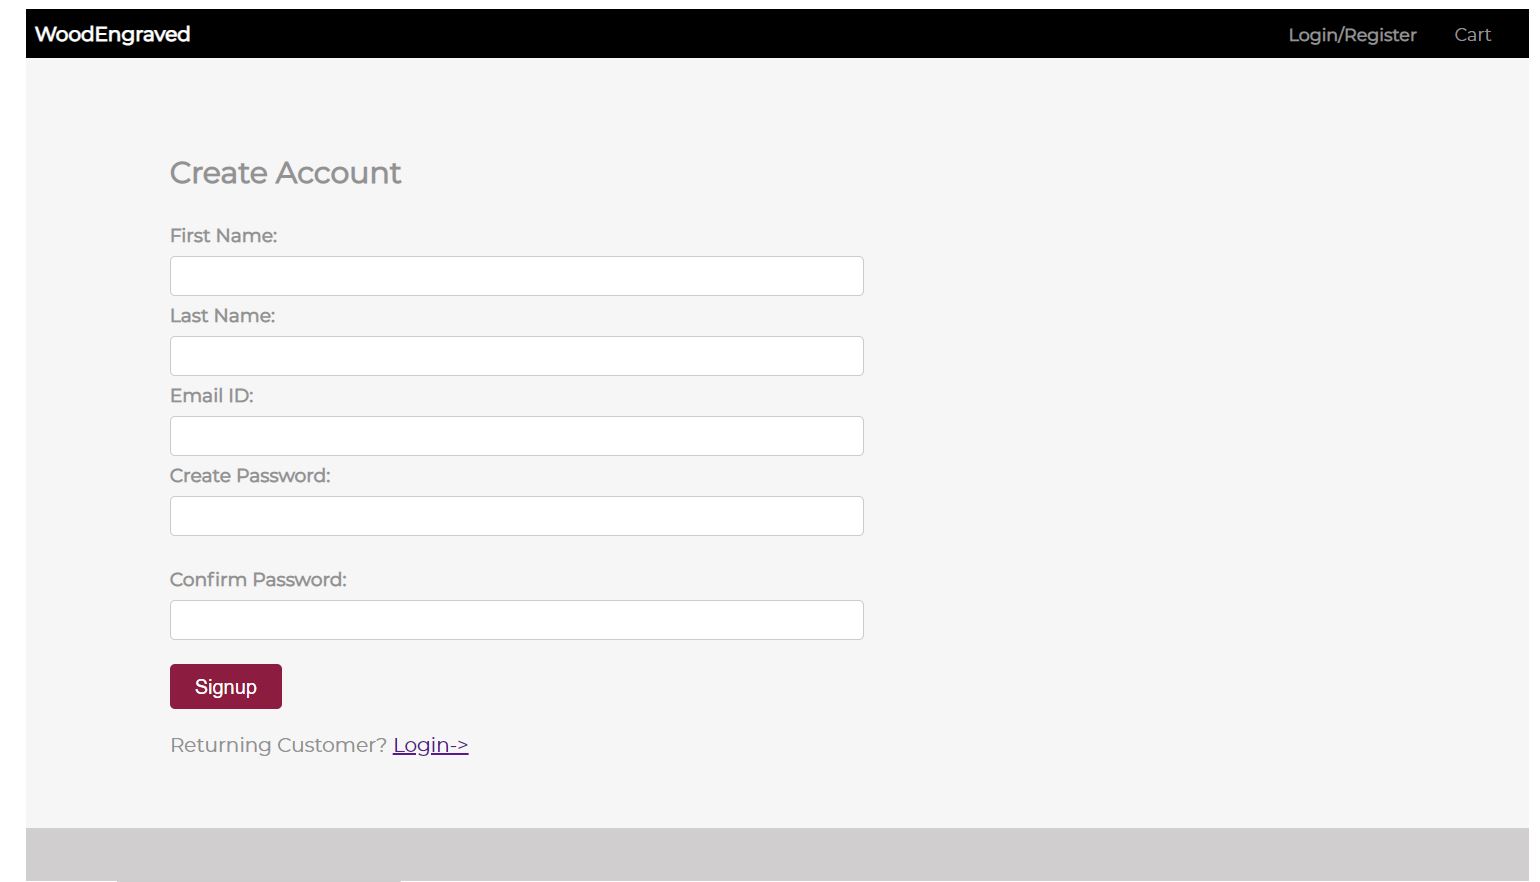 WoodEngraved Login/Register Cart
Create Account
First Name:
Last Name:
Email ID:
Create Password:
Confirm Password:
Signup
Returning Customer? Login->